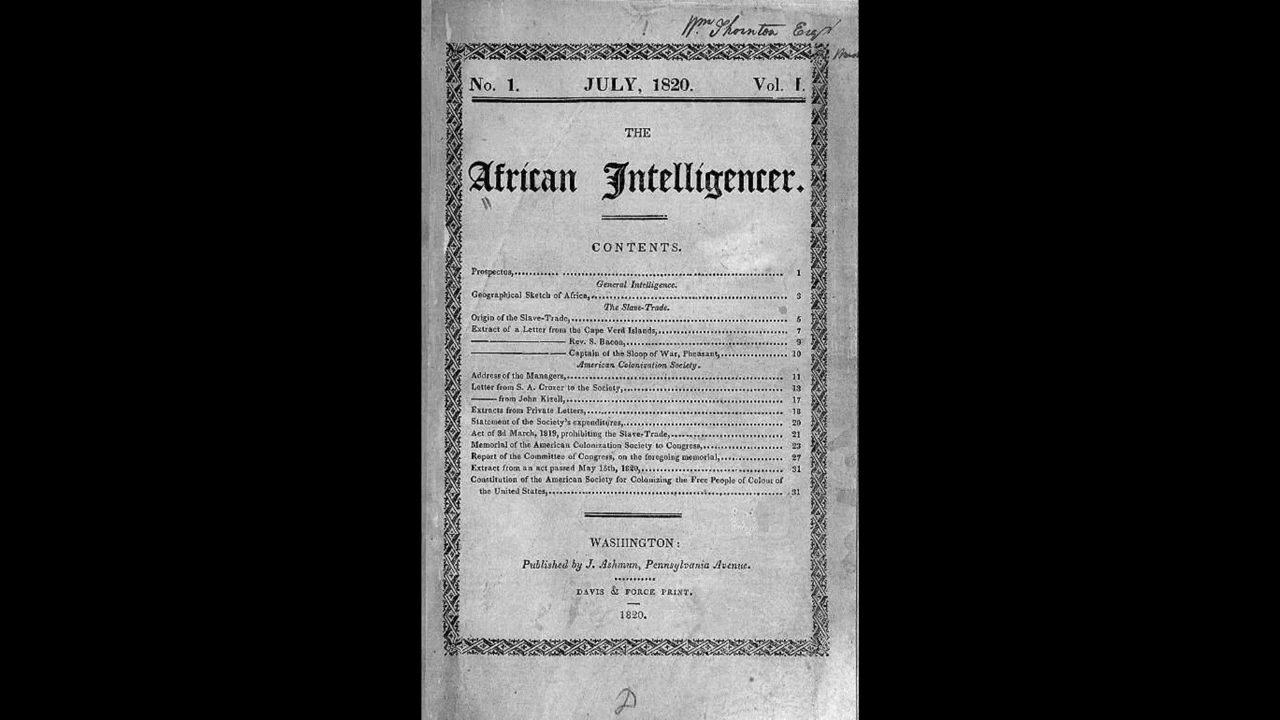 Wm Thornton Esqr
No. 1. JULY, 1820. Vol. I.
THE
African Intelligencer.
CONTENTS.
Prospectus,........... ........................................................ 1
General Intelligence.
Geographical Sketch of Africa,................................................ 3
The Slave-Trade.
Origin of the Slave-Trade,..................................................... 5
Extract of a Letter from the Cape Verd Islands,............................... 7
——————— Rev. S. Bacon,........................................ 9
——————— Captain of the Sloop of War, Pheasant,................. 10
American Colonization Society.
Address of the Managers,...................................................... 11
Letter from S. A. Crozer to the Society,....................................... 13
—— from John Kizell,...................................................... 17
Extracts from Private Letters,................................................. 18
Statement of the Society's expenditures,...................................... 20
Act of 3d March, 1819, prohibiting the Slave-Trade,........................... 21
Memorial of the American Colonization Society to Congress,................... 23
Report of the Committee of Congress, on the foregoing memorial,............... 27
Extract from an act passed May 15th, 1820,................................... 31
Constitution of the American Society for Colonizing the Free People of Colour of
the United States,........................................................... 31
WASHINGTON:
Published by J. Ashmun, Pennsylvania Avenue.
DAVIS & FORCE PRINT.
1820.
D